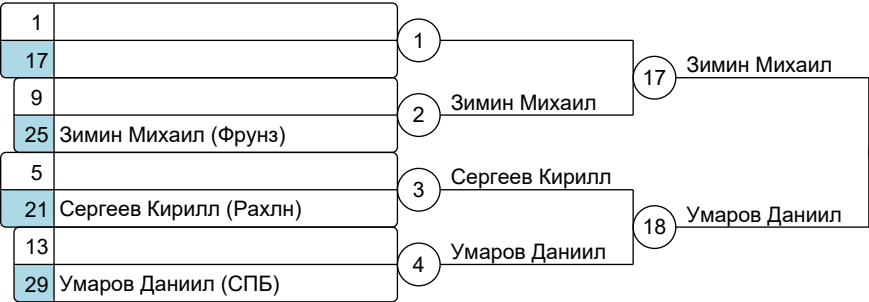 1
17
1
9
25 Зимин Михаил (Фрунз)
2
Зимин Михаил
17
Зимин Михаил
5
21 Сергеев Кирилл (Рахлн)
3
Сергеев Кирилл
13
29 Умаров Даниил (СПБ)
4
Умаров Даниил
18
Умаров Даниил